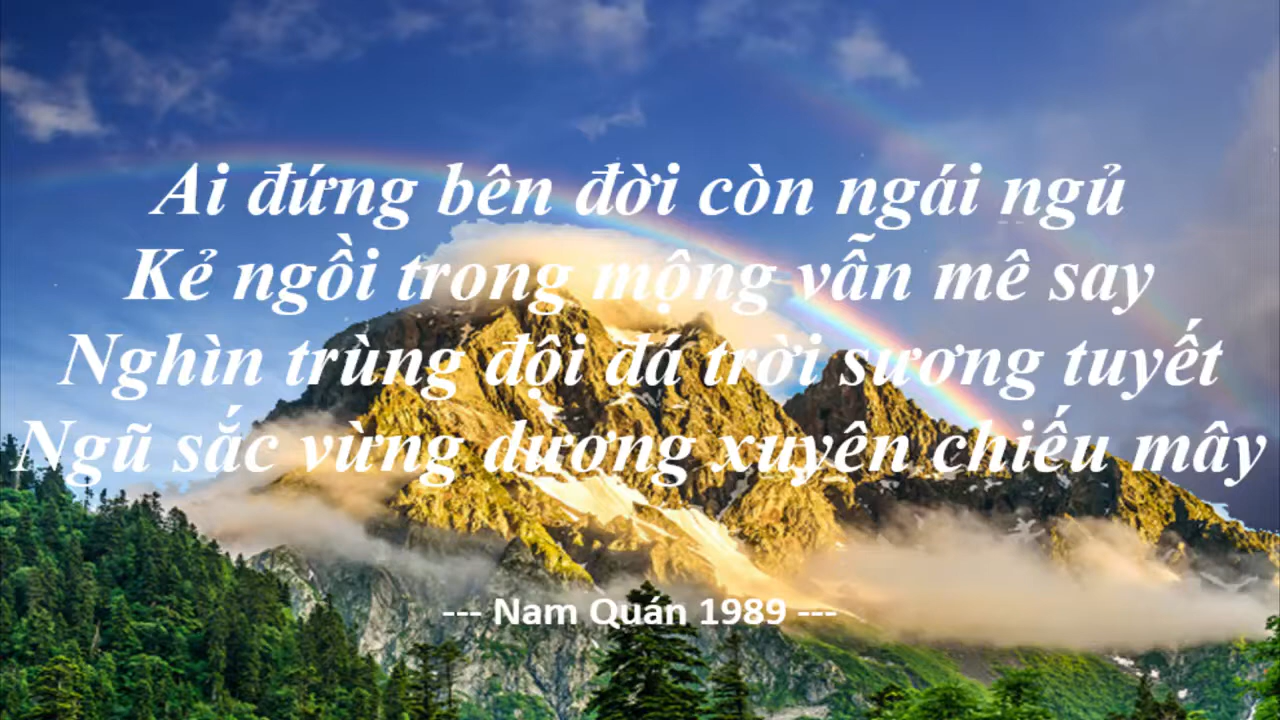 Ai đứng bên đời còn ngái ngủ
Kẻ ngồi trong mộng vẫn mê say
Nghìn trùng đội đá trời sương tuyết
Ngũ sắc vừng dương xuyên chiếu mây
--- Nam Quán 1989 ---